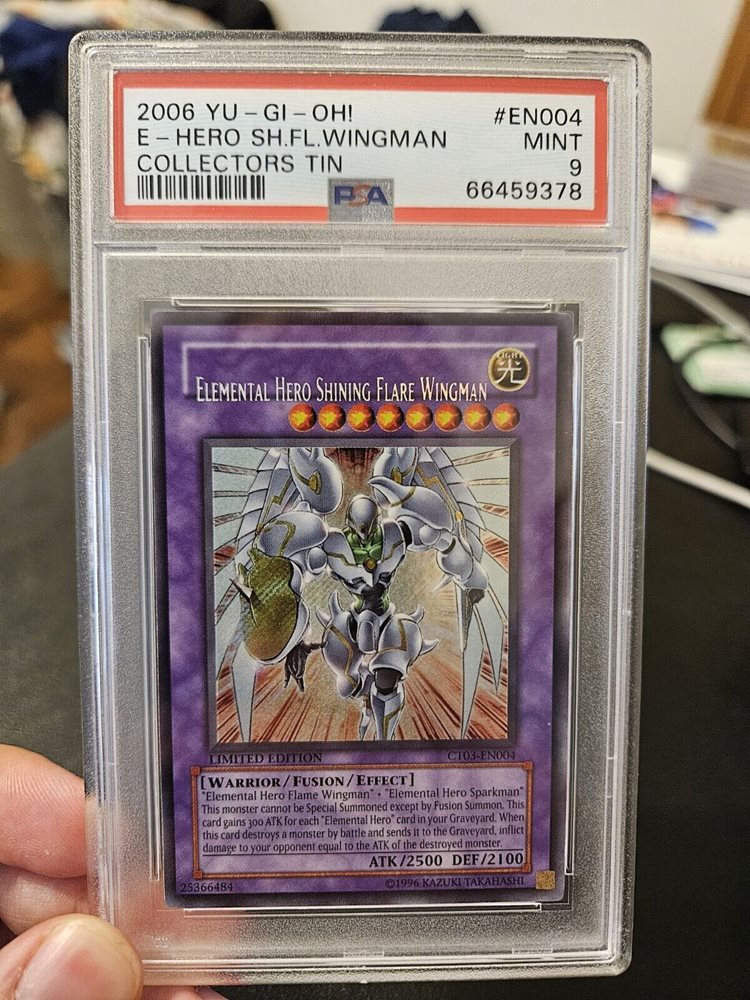 2006 YU-GI-OH! #EN004
E-HERO SH.FL.WINGMAN MINT
COLLECTORS TIN 9
PSA 66459378
ELEMENTAL HERO SHINING FLARE WINGMAN
LIGHT
光
LIMITED EDITION CT03-EN004
[WARRIOR/FUSION/EFFECT]
"Elemental Hero Flame Wingman" + "Elemental Hero Sparkman"
This monster cannot be Special Summoned except by Fusion Summon. This
card gains 300 ATK for each "Elemental Hero" card in your Graveyard. When
this card destroys a monster by battle and sends it to the Graveyard, inflict
damage to your opponent equal to the ATK of the destroyed monster.
ATK/2500 DEF/2100
25366484 ©1996 KAZUKI TAKAHASHI